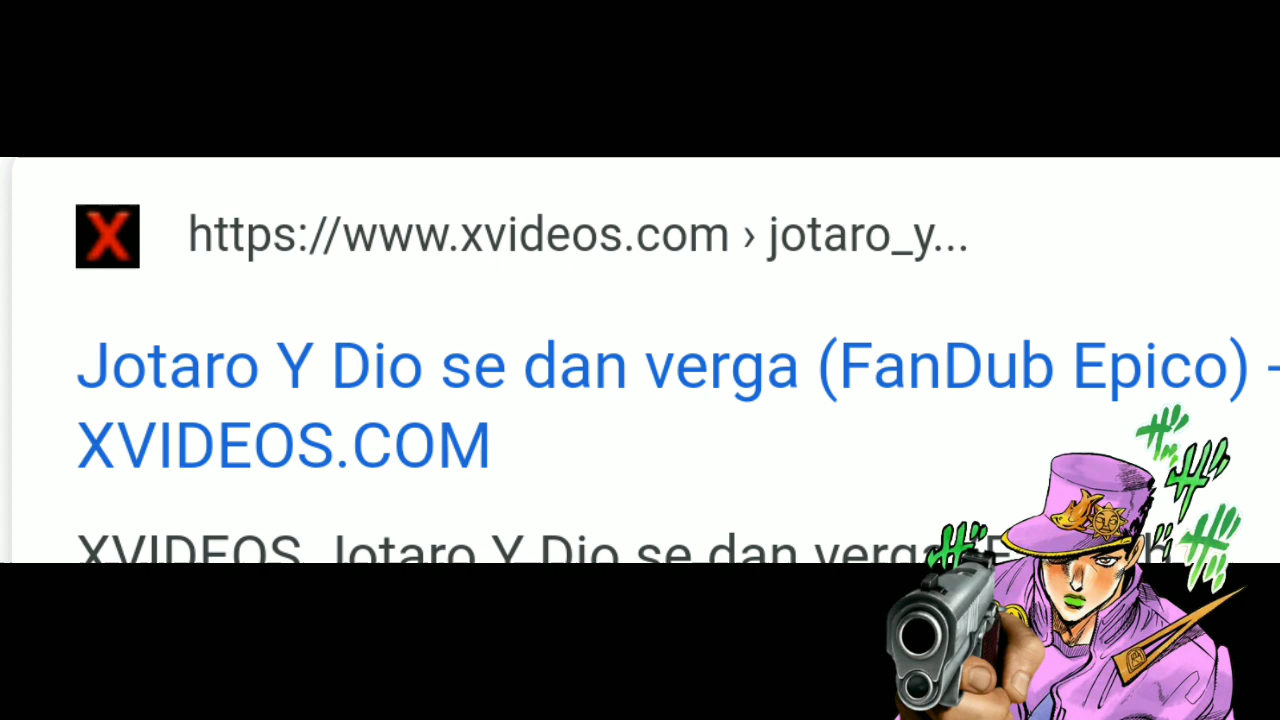 X
https://www.xvideos.com › jotaro_y...
Jotaro Y Dio se dan verga (FanDub Epico) -
XVIDEOS.COM
XVIDEOS Jotaro Y Dio se dan verga